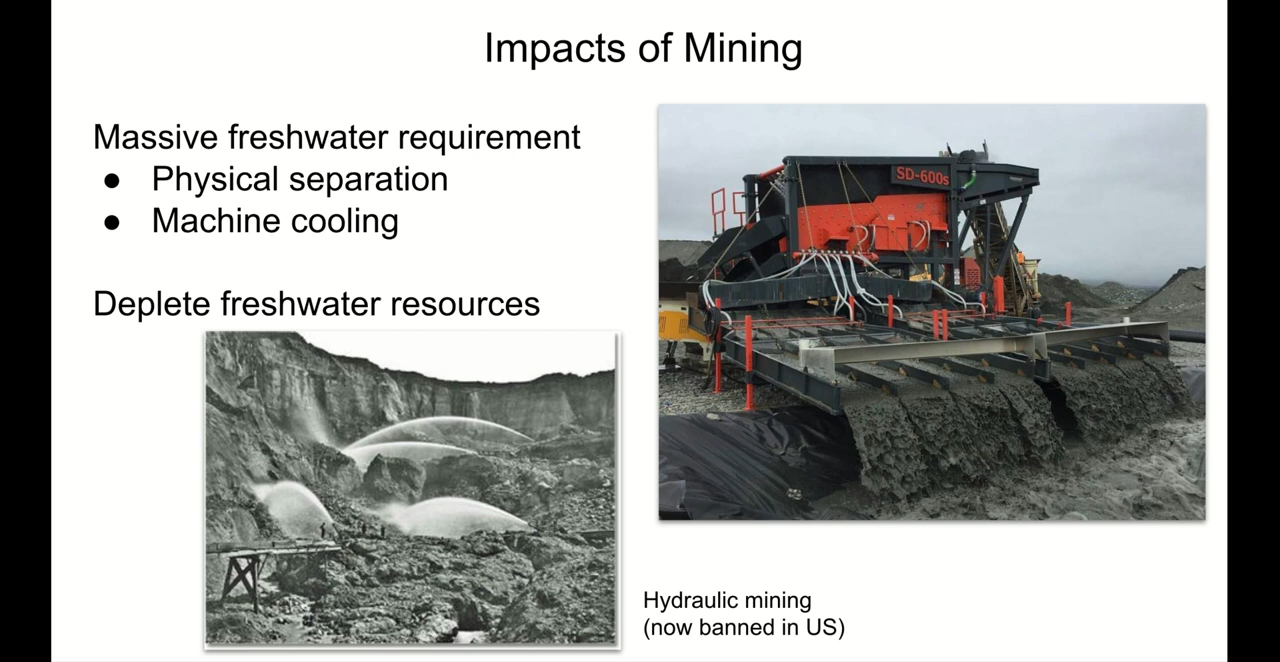 Impacts of Mining
Massive freshwater requirement
● Physical separation
● Machine cooling
Deplete freshwater resources
SD-600s
Hydraulic mining
(now banned in US)